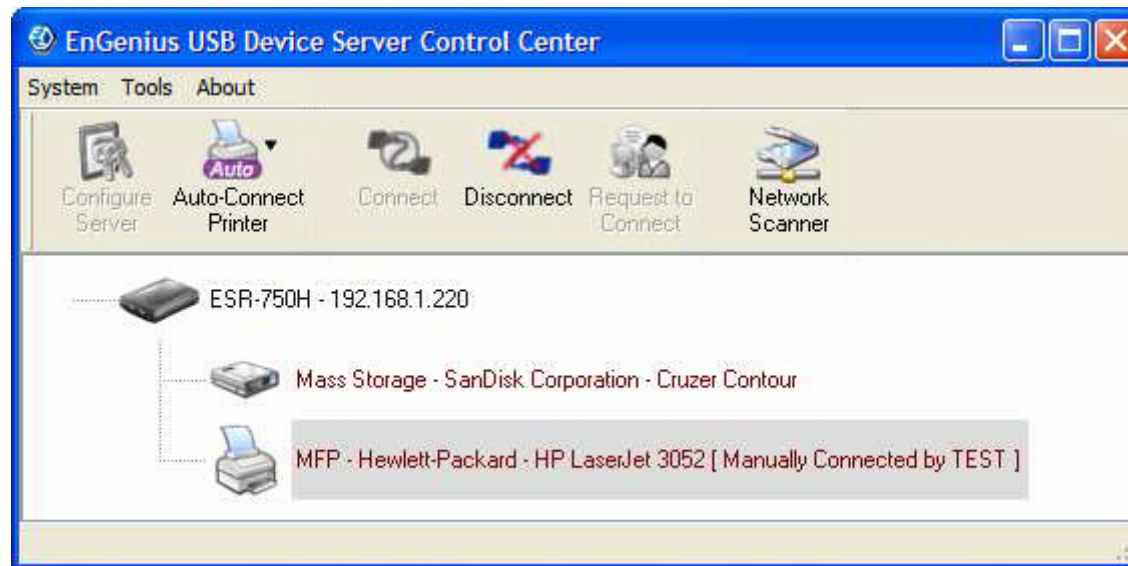 EnGenius USB Device Server Control Center
System Tools About
Auto
Configure Server
Auto-Connect Printer
Connect
Disconnect
Request to Connect
Network Scanner
ESR-750H - 192.168.1.220
Mass Storage - SanDisk Corporation - Cruzer Contour
MFP - Hewlett-Packard - HP LaserJet 3052 [ Manually Connected by TEST ]